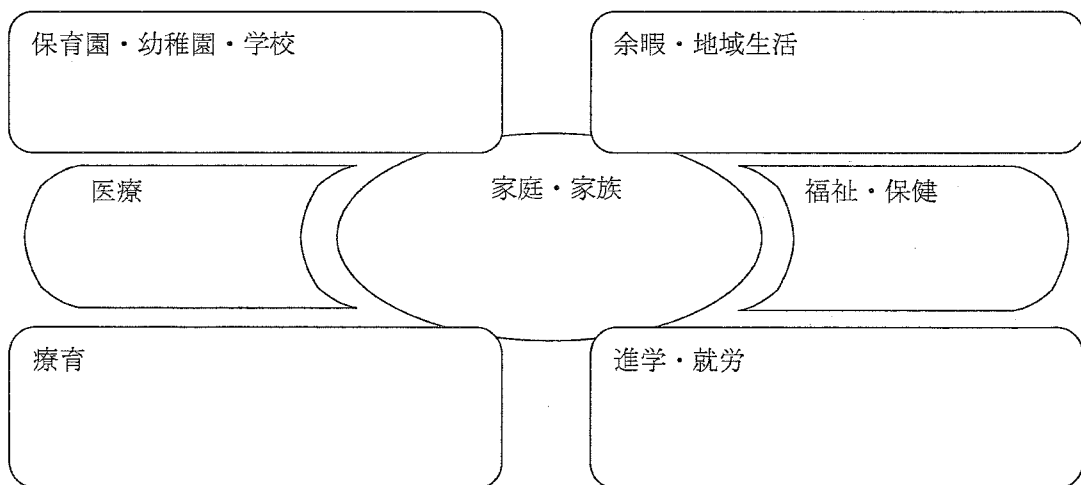 保育園・幼稚園・学校
余暇・地域生活
医療
家庭・家族
福祉・保健
療育
進学・就労